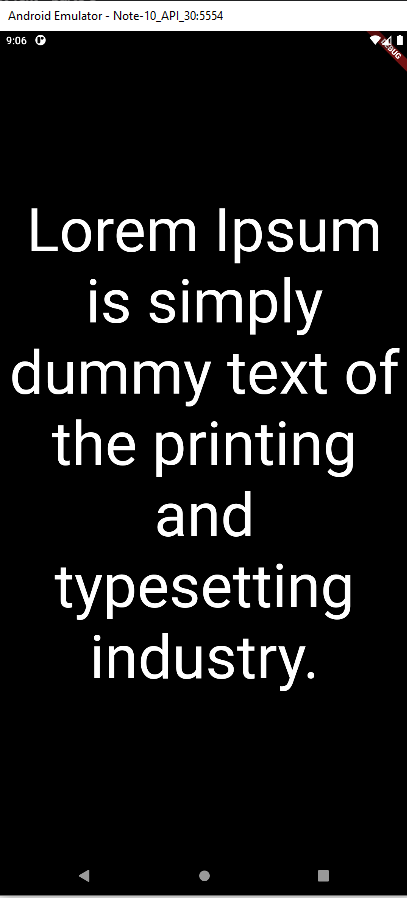 Android Emulator - Note-10_API_30:5554
9:06
DEBUG
Lorem Ipsum
is simply
dummy text of
the printing
and
typesetting
industry.